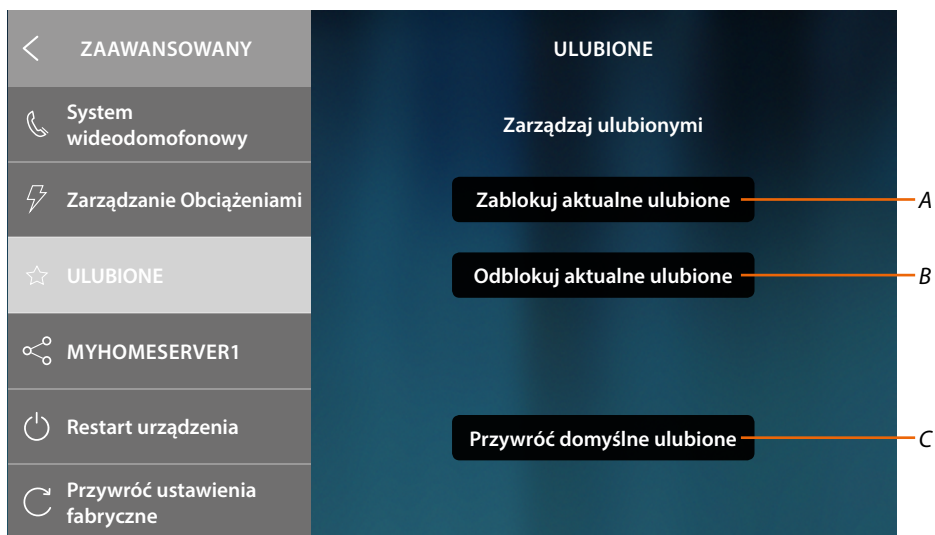 ZAAWANSOWANY
System
wideodomofonowy
Zarządzanie Obciążeniami
ULUBIONE
MYHOMESERVER1
Restart urządzenia
Przywróć ustawienia
fabryczne
ULUBIONE
Zarządzaj ulubionymi
Zablokuj aktualne ulubione
A
Odblokuj aktualne ulubione
B
Przywróć domyślne ulubione
C